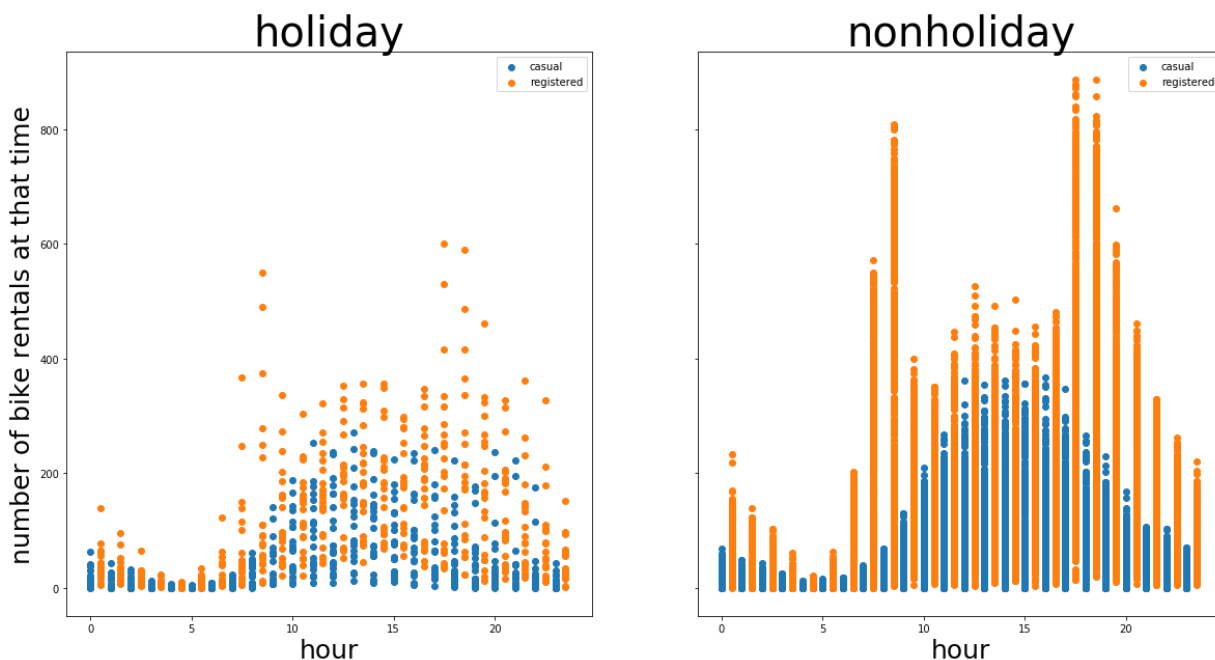 holiday
nonholiday
casual
registered
casual
registered
number of bike rentals at that time
800
600
400
200
0
0
5
10
15
20
0
5
10
15
20
hour
hour